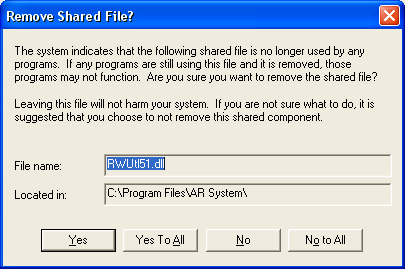 Remove Shared File?
The system indicates that the following shared file is no longer used by any
programs. If any programs are still using this file and it is removed, those
programs may not function. Are you sure you want to remove the shared file?
Leaving this file will not harm your system. If you are not sure what to do, it is
suggested that you choose to not remove this shared component.
File name: RWUtl51.dll
Located in: C:\Program Files\AR System\
Yes Yes To All No No to All